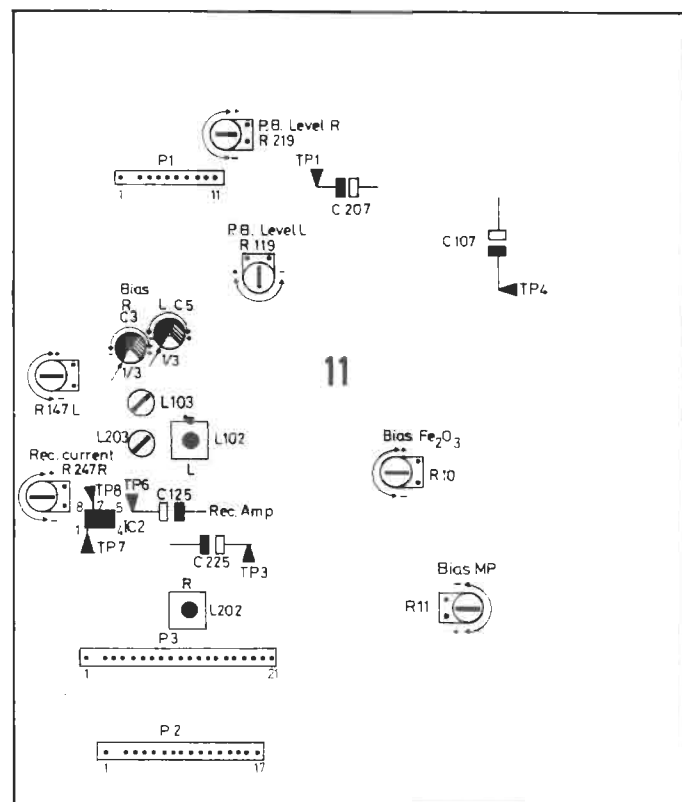 P.B. Level R
R 219
P1
1 11
TP1
C 207
C 107
TP4
P.B. Level L
R 119
Bias
R L C5
C3
1/3 1/3
11
R 147 L
L103
L203
L102
L
Bias Fe₂O₃
R 10
Rec. current
R 247 R
TP8
TP6
C 125
Rec. Amp
8 7 5
1 4
IC2
TP7
C 225
TP3
Bias MP
R11
R
L202
P3
1 21
P 2
1 17